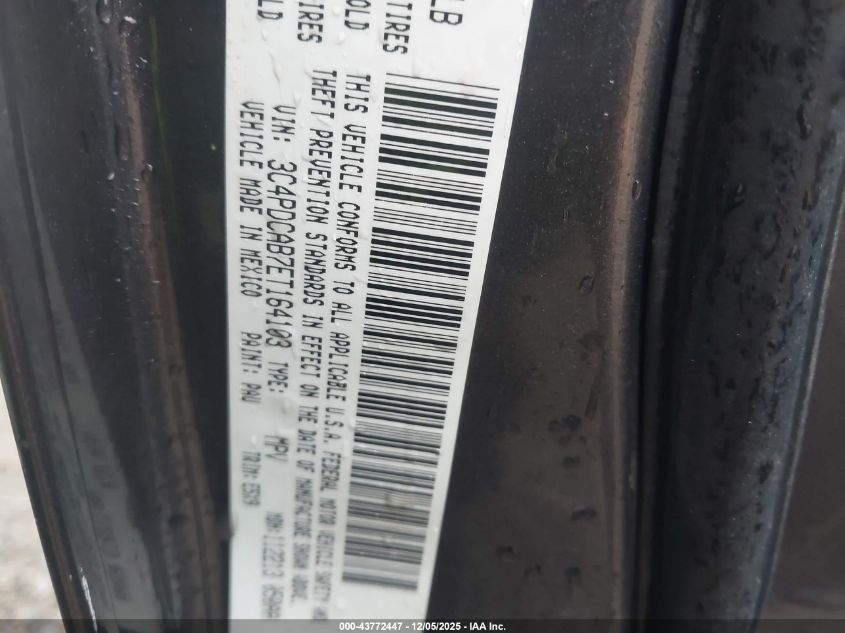 LB
TIRES
OLD
IRES
OLD
THIS VEHICLE CONFORMS TO ALL APPLICABLE U.S.A. FEDERAL MOTOR VEHICLE SAFETY AND
THEFT PREVENTION STANDARDS IN EFFECT ON THE DATE OF MANUFACTURE SHOWN ABOVE.
VIN: 3C4PDCAB7ET164103 TYPE: MPV
VEHICLE MADE IN MEXICO PAINT: PAU TRIM: E5X9
000-43772447 - 12/05/2025 - IAA Inc.